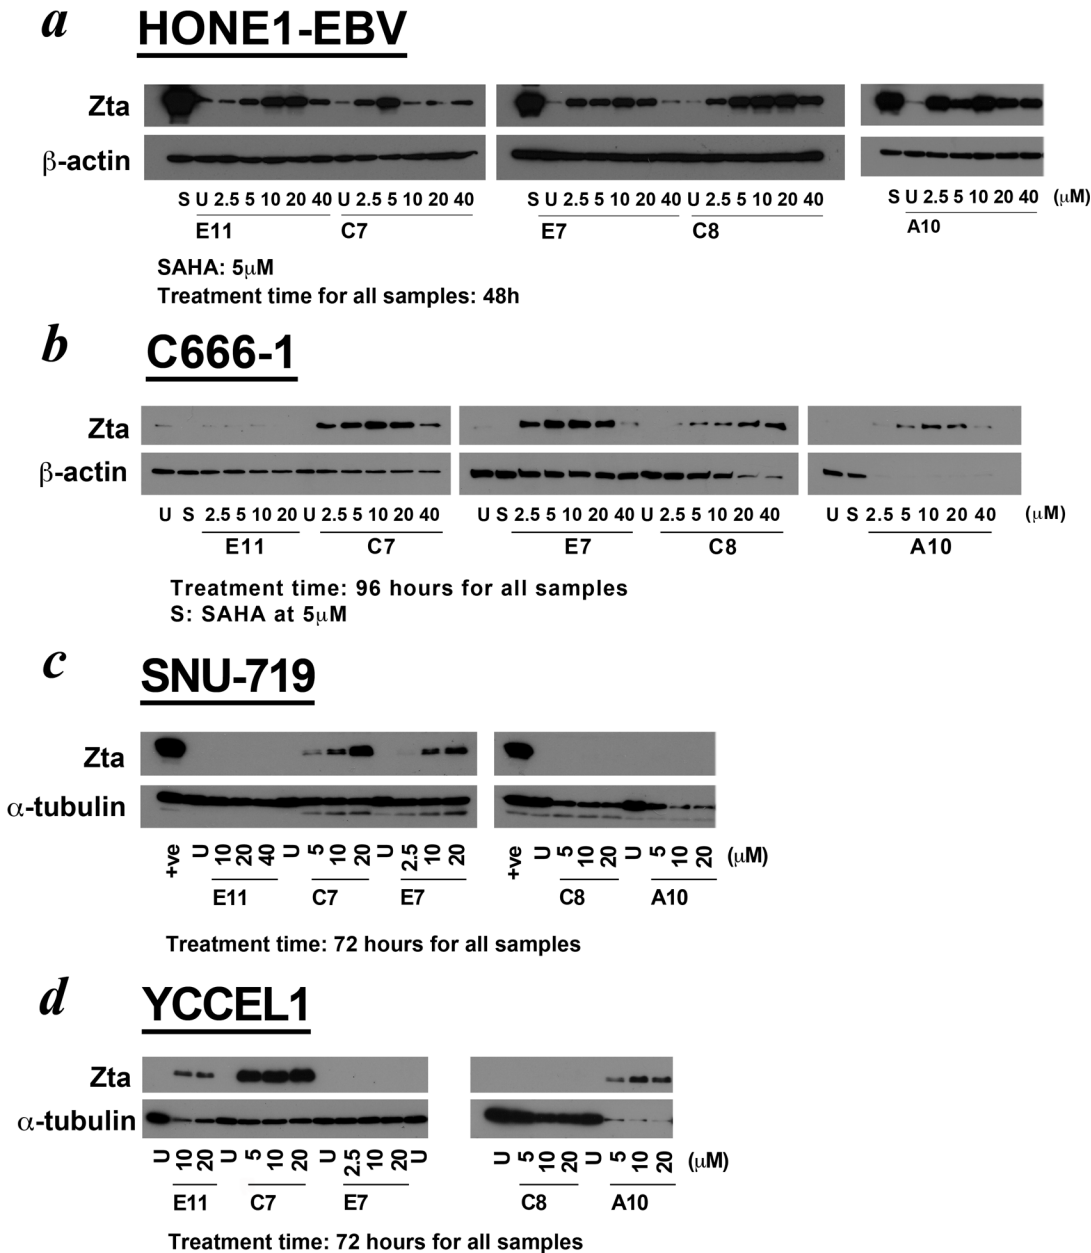 a HONE1-EBV
Zta
β-actin
S U 2.5 5 10 20 40 U 2.5 5 10 20 40 S U 2.5 5 10 20 40 U 2.5 5 10 20 40 S U 2.5 5 10 20 40 (μM)
E11 C7 E7 C8 A10
SAHA: 5μM
Treatment time for all samples: 48h
b C666-1
Zta
β-actin
U S 2.5 5 10 20 U 2.5 5 10 20 40 U S 2.5 5 10 20 40 U 2.5 5 10 20 40 U S 2.5 5 10 20 40 (μM)
E11 C7 E7 C8 A10
Treatment time: 96 hours for all samples
S: SAHA at 5μM
c SNU-719
Zta
α-tubulin
+ve U 10 20 40 U 5 10 20 U 2.5 10 20 +ve U 5 10 20 U 5 10 20 (μM)
E11 C7 E7 C8 A10
Treatment time: 72 hours for all samples
d YCCEL1
Zta
α-tubulin
U 10 20 U 5 10 20 U 2.5 10 20 U U 5 10 20 U 5 10 20 (μM)
E11 C7 E7 C8 A10
Treatment time: 72 hours for all samples